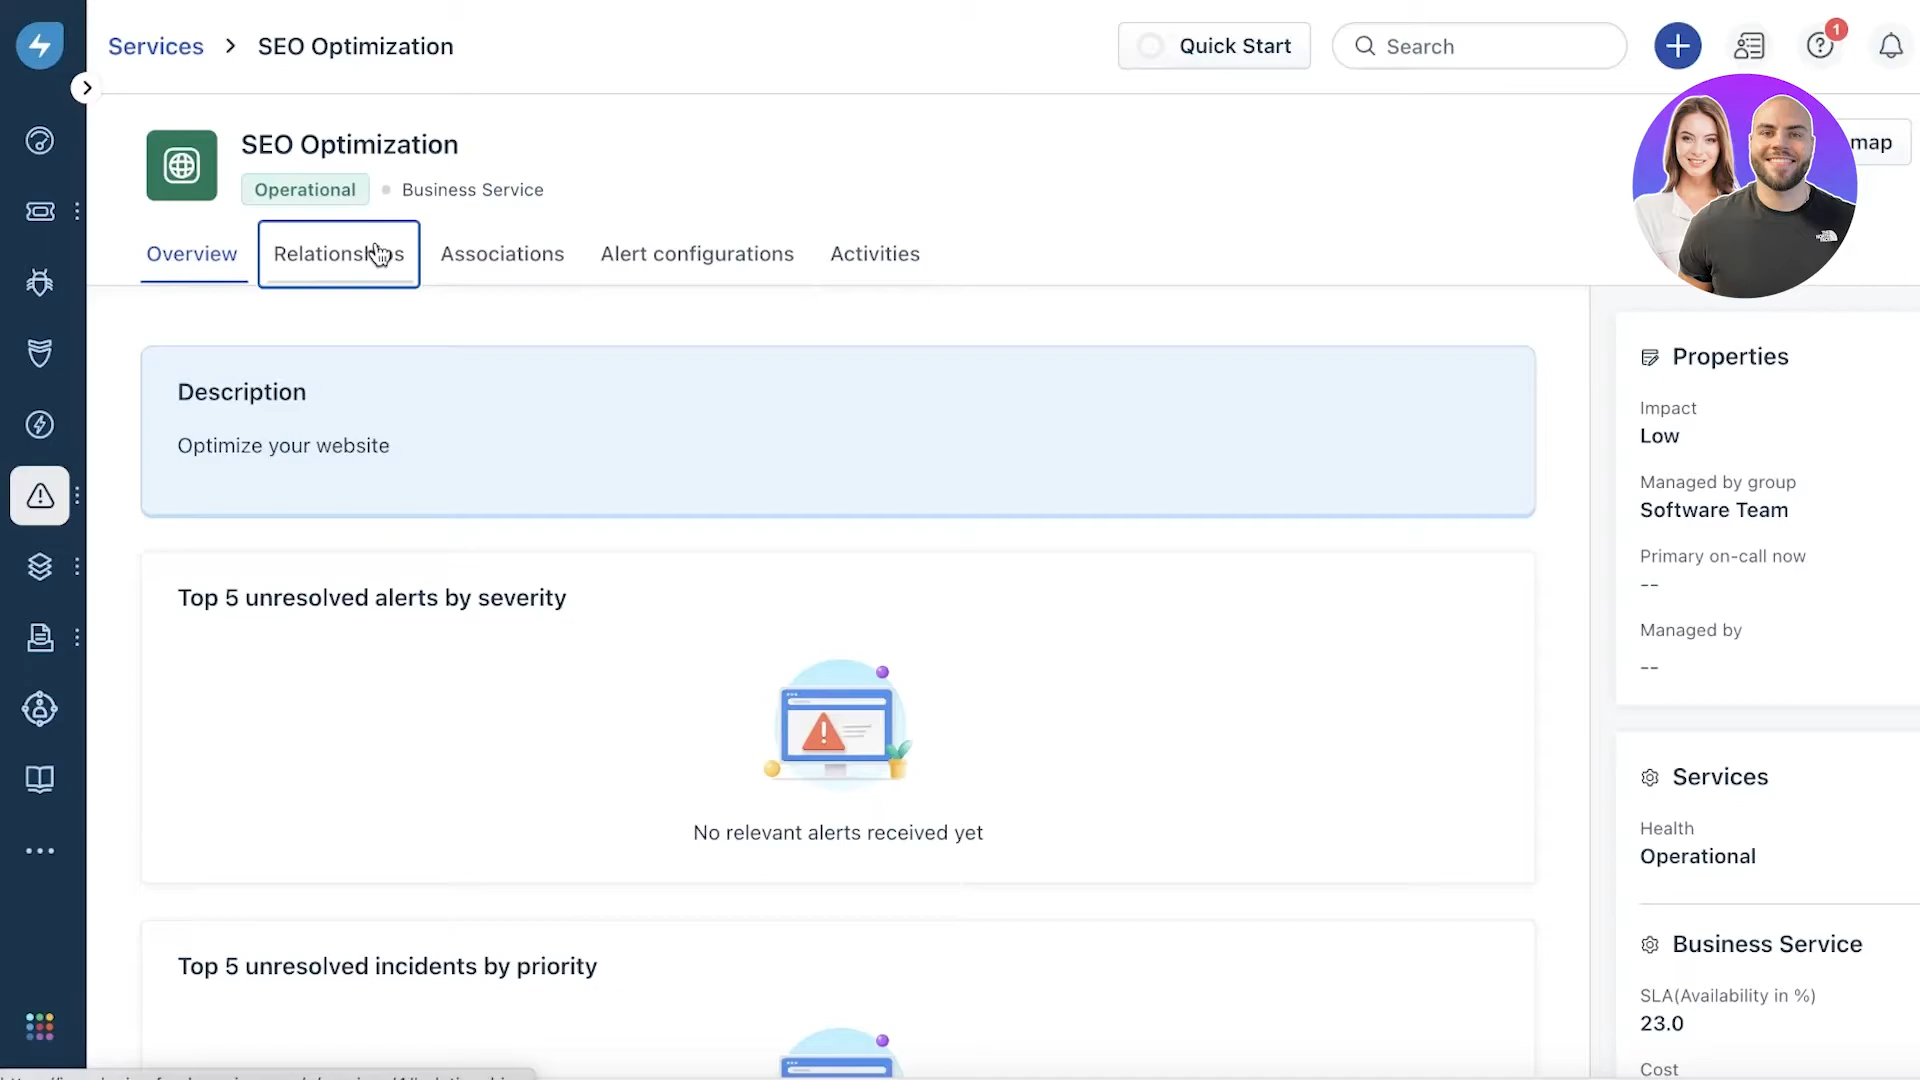 Services > SEO Optimization
Quick Start
Search
1
SEO Optimization
map
Operational
Business Service
Overview
Relationships
Associations
Alert configurations
Activities
Description
Optimize your website
Top 5 unresolved alerts by severity
No relevant alerts received yet
Top 5 unresolved incidents by priority
Properties
Impact
Low
Managed by group
Software Team
Primary on-call now
--
Managed by
--
Services
Health
Operational
Business Service
SLA(Availability in %)
23.0
Cost